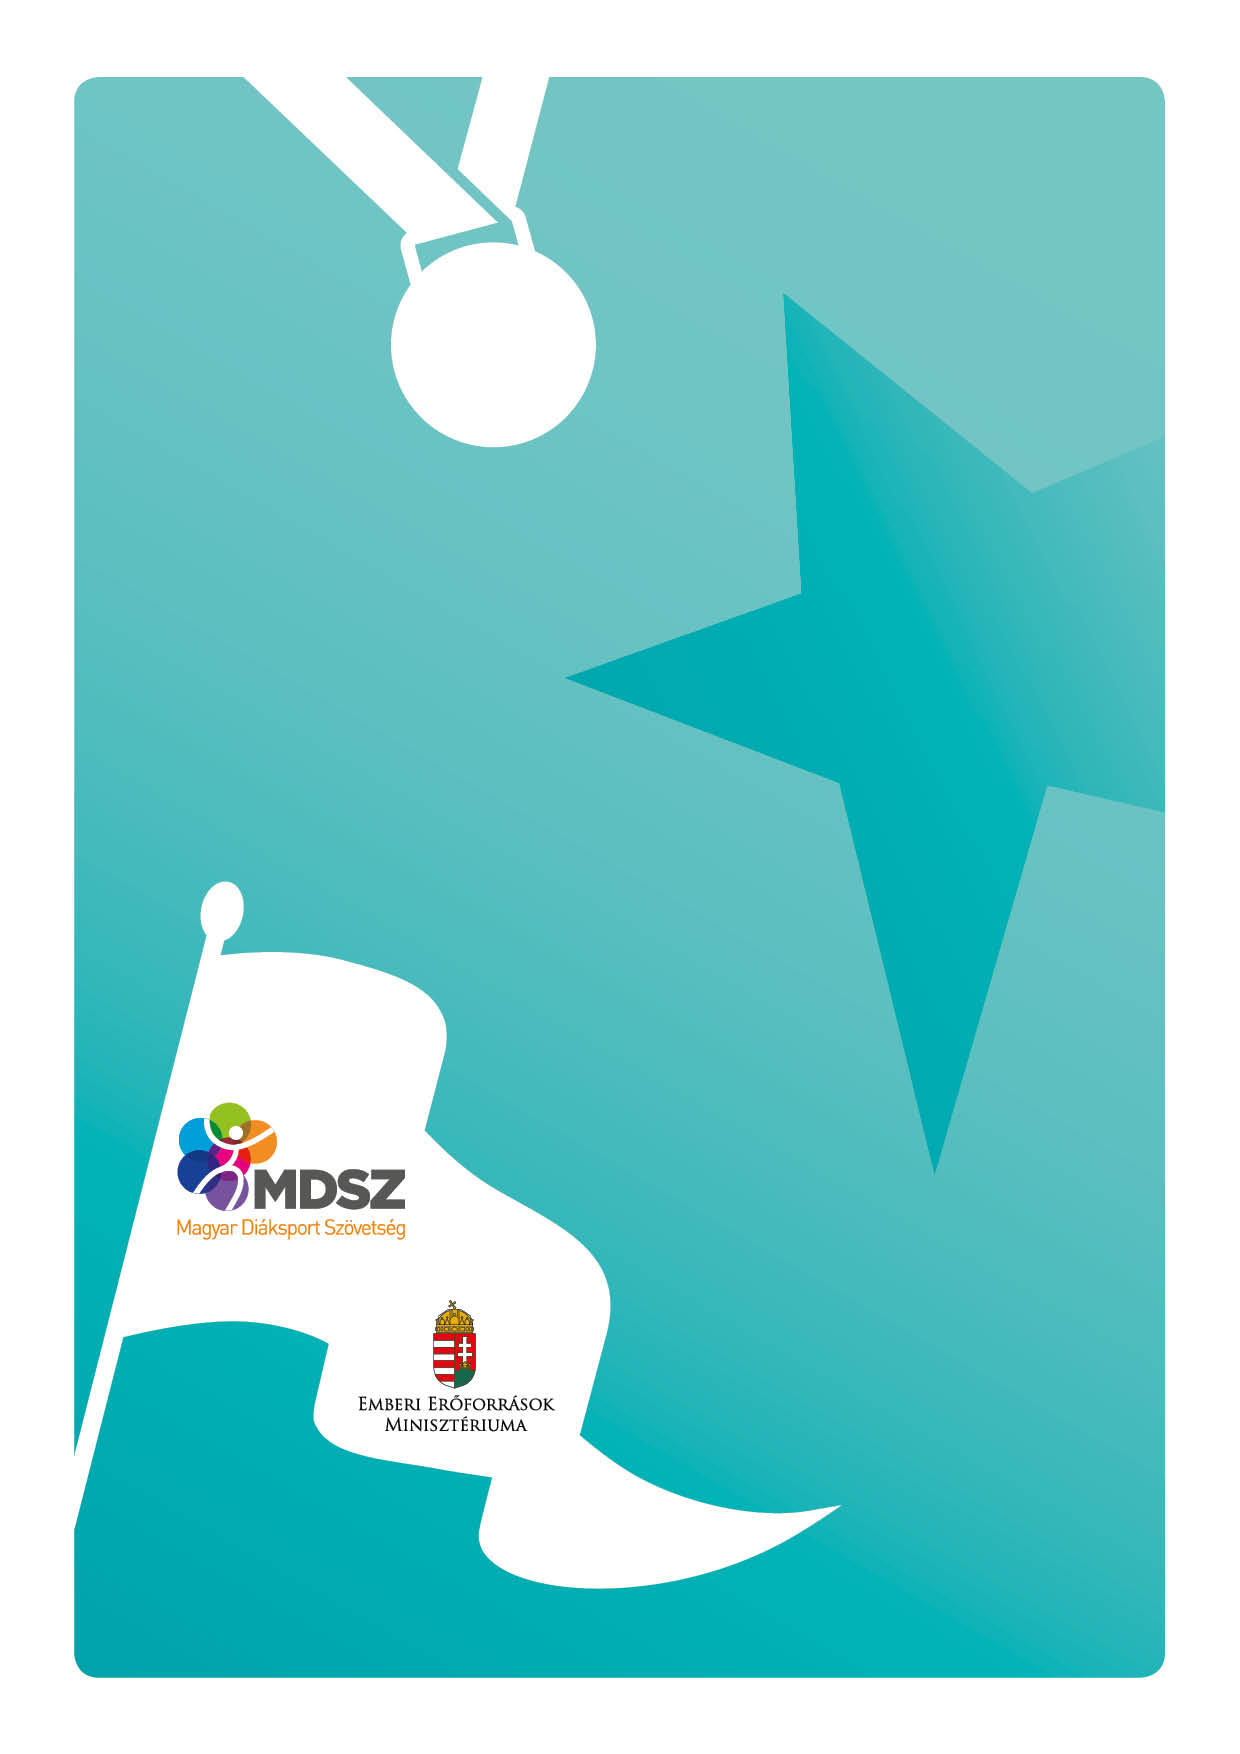 MDSZ
Magyar Diáksport Szövetség
Emberi Erőforrások
Minisztériuma